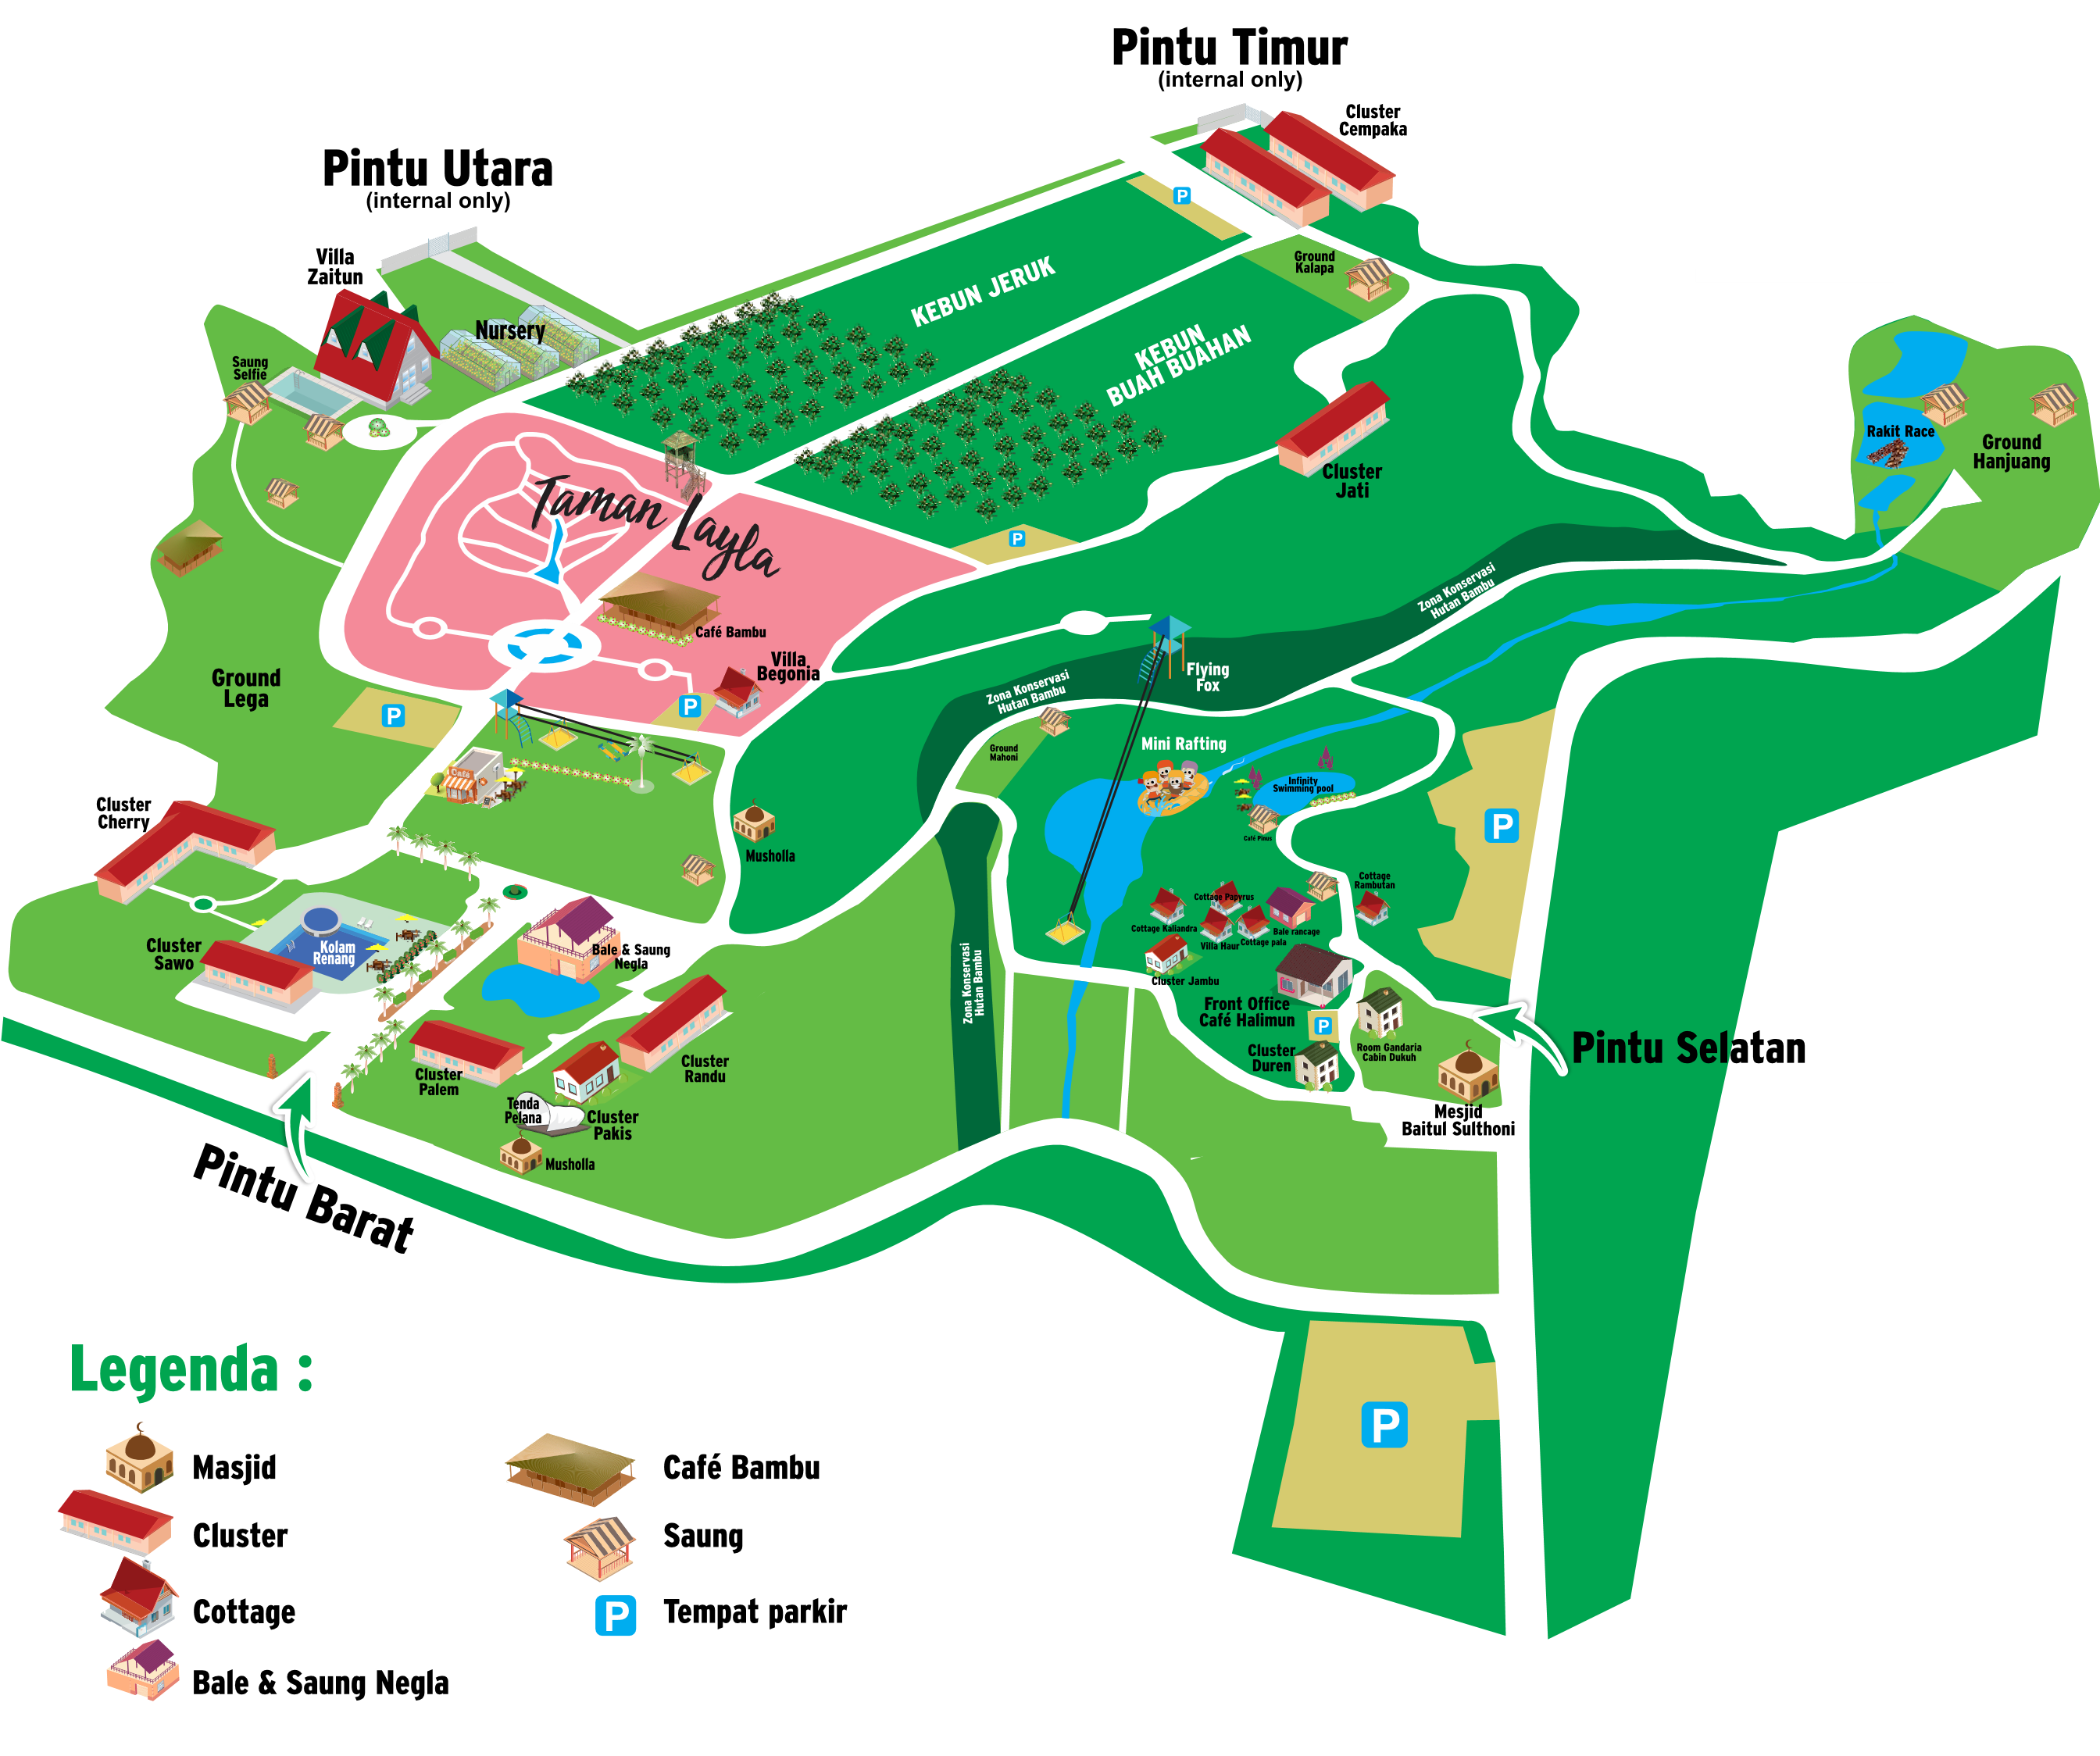 Pintu Timur
(internal only)
Cluster
Cempaka
Pintu Utara
(internal only)
Villa
Zaitun
Nursery
Saung
Selfie
KEBUN JERUK
KEBUN
BUAH BUAHAN
Ground
Kalapa
P
Cluster
Jati
Rakit Race
Ground
Hanjuang
Taman Layla
P
Café Bambu
Villa
Begonia
P
Ground
Lega
P
Zona Konservasi
Hutan Bambu
Zona Konservasi
Hutan Bambu
Flying
Fox
Ground
Mahoni
Mini Rafting
Infinity
Swimming pool
Café Pinus
P
Café
Musholla
Cluster
Cherry
Cluster
Sawo
Kolam
Renang
Bale & Saung
Negla
Zona Konservasi
Hutan Bambu
Cottage
Rambutan
Cottage Papyrus
Cottage Kaliandra
Villa Haur
Cottage pala
Bale rancage
Cluster Jambu
Front Office
Café Halimun
P
Cluster
Duren
Room Gandaria
Cabin Dukuh
Pintu Selatan
Mesjid
Baitul Sulthoni
Cluster
Palem
Cluster
Randu
Tenda
Pelana
Cluster
Pakis
Musholla
Pintu Barat
P
Legenda :
Masjid
Cluster
Cottage
Bale & Saung Negla
Café Bambu
Saung
P
Tempat parkir